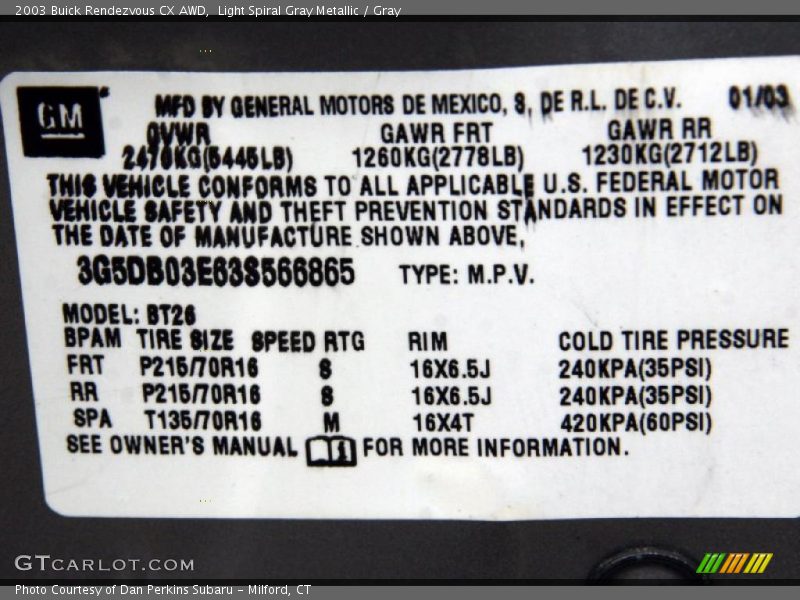 2003 Buick Rendezvous CX AWD,  Light Spiral Gray Metallic / Gray
GM
MFD BY GENERAL MOTORS DE MEXICO, S, DE R.L. DE C.V. 01/03
GVWR GAWR FRT GAWR RR
2470KG(5445LB) 1260KG(2778LB) 1230KG(2712LB)
THIS VEHICLE CONFORMS TO ALL APPLICABLE U.S. FEDERAL MOTOR
VEHICLE SAFETY AND THEFT PREVENTION STANDARDS IN EFFECT ON
THE DATE OF MANUFACTURE SHOWN ABOVE,
3G5DB03E63S566865 TYPE: M.P.V.
MODEL: BT26
BPAM TIRE SIZE SPEED RTG RIM COLD TIRE PRESSURE
FRT P215/70R16 S 16X6.5J 240KPA(35PSI)
RR P215/70R16 S 16X6.5J 240KPA(35PSI)
SPA T135/70R16 M 16X4T 420KPA(60PSI)
SEE OWNER'S MANUAL i FOR MORE INFORMATION.
GTCARLOT.COM
Photo Courtesy of Dan Perkins Subaru – Milford, CT